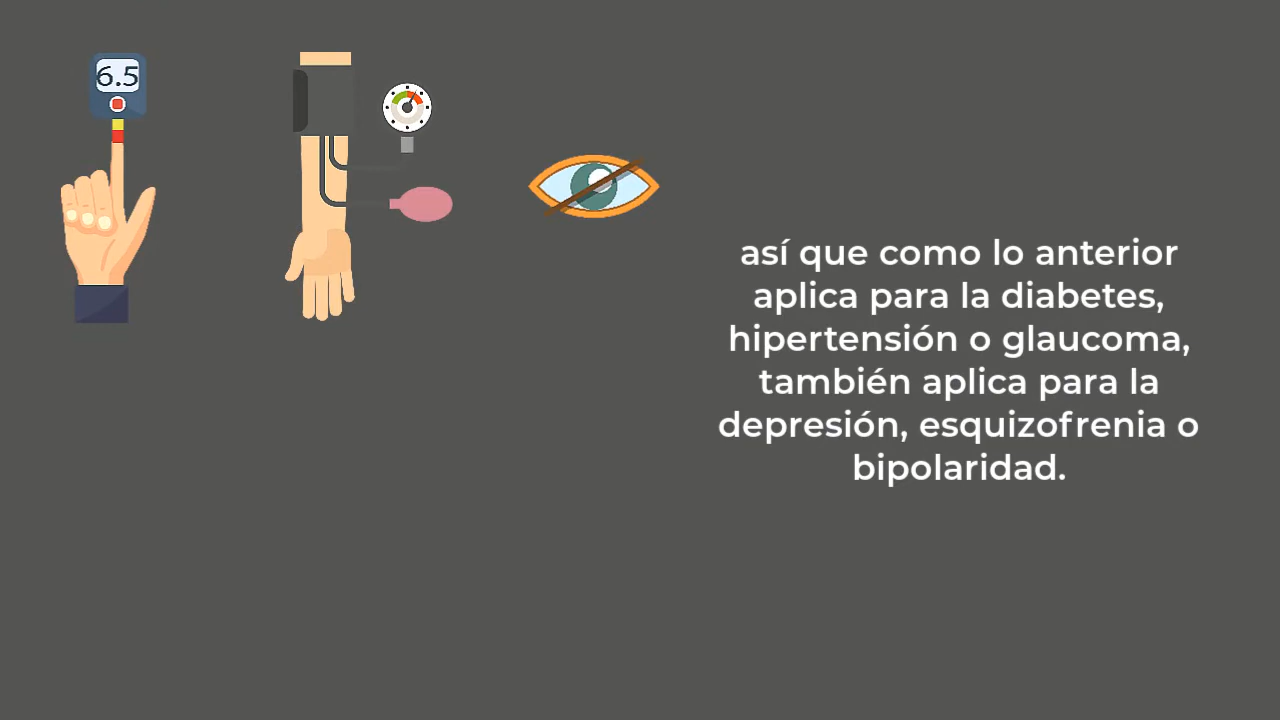 6.5
así que como lo anterior
aplica para la diabetes,
hipertensión o glaucoma,
también aplica para la
depresión, esquizofrenia o
bipolaridad.